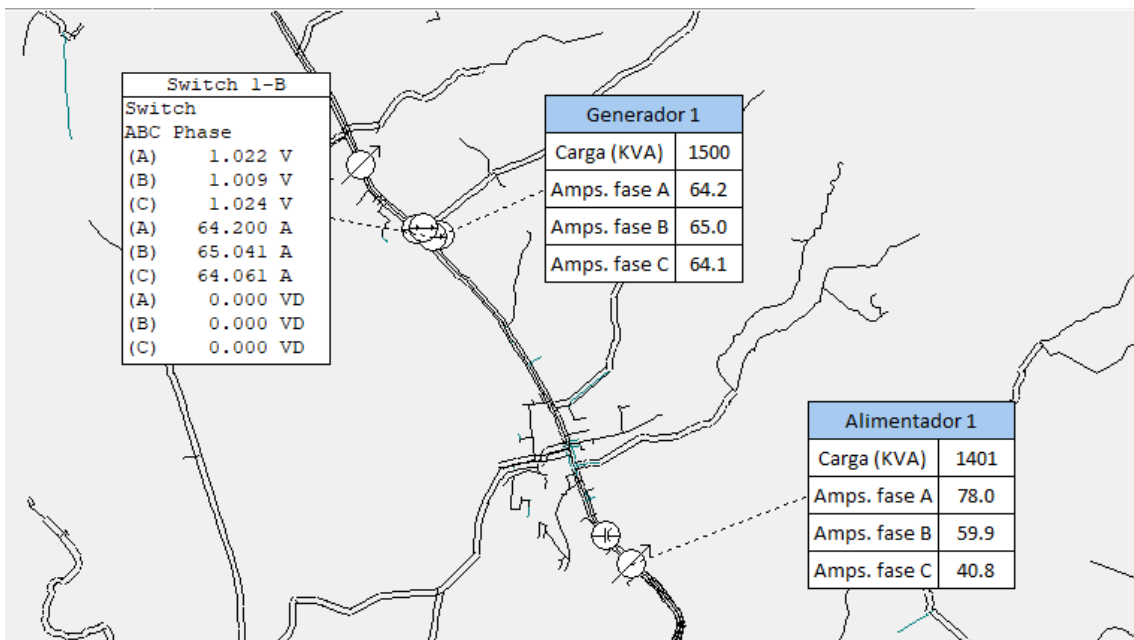 Switch 1-B
Switch
ABC Phase
(A) 1.022 V
(B) 1.009 V
(C) 1.024 V
(A) 64.200 A
(B) 65.041 A
(C) 64.061 A
(A) 0.000 VD
(B) 0.000 VD
(C) 0.000 VD
Generador 1
Carga (KVA) 1500
Amps. fase A 64.2
Amps. fase B 65.0
Amps. fase C 64.1
Alimentador 1
Carga (KVA) 1401
Amps. fase A 78.0
Amps. fase B 59.9
Amps. fase C 40.8